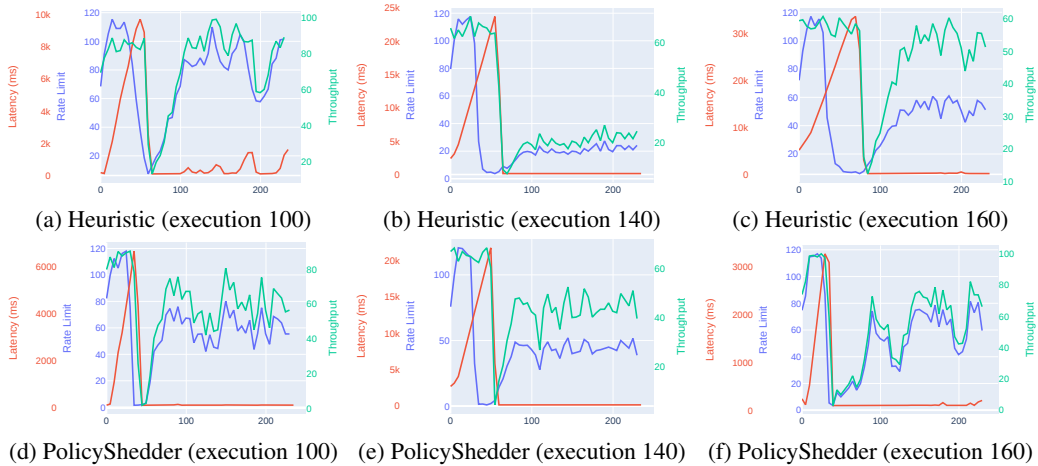 10k 120 100
8k 100 80
6k 80 60
4k 60 40
2k 40 20
0 20
Latency (ms) Rate Limit Throughput
0 100 200
(a) Heuristic (execution 100)
25k 120
20k 100 60
15k 80
10k 60 40
5k 40 20
0 20
0
Latency (ms) Rate Limit Throughput
0 100 200
(b) Heuristic (execution 140)
30k 120 60
20k 100 50
10k 80 40
0 60 30
40 20
20 10
Latency (ms) Rate Limit Throughput
0 100 200
(c) Heuristic (execution 160)
6000 120 80
4000 100 60
2000 80 40
0 60 20
40 0
20
0
Latency (ms) Rate Limit Throughput
0 50 100 150 200
(d) PolicyShedder (execution 100)
20k 100 60
15k 50 40
10k 0 20
5k 0
0
Latency (ms) Rate Limit Throughput
0 100 200
(e) PolicyShedder (execution 140)
3000 120 100
2000 100 80
1000 80 60
0 60 40
40 20
20 0
0
Latency (ms) Rate Limit Throughput
0 50 100 150 200
(f) PolicyShedder (execution 160)